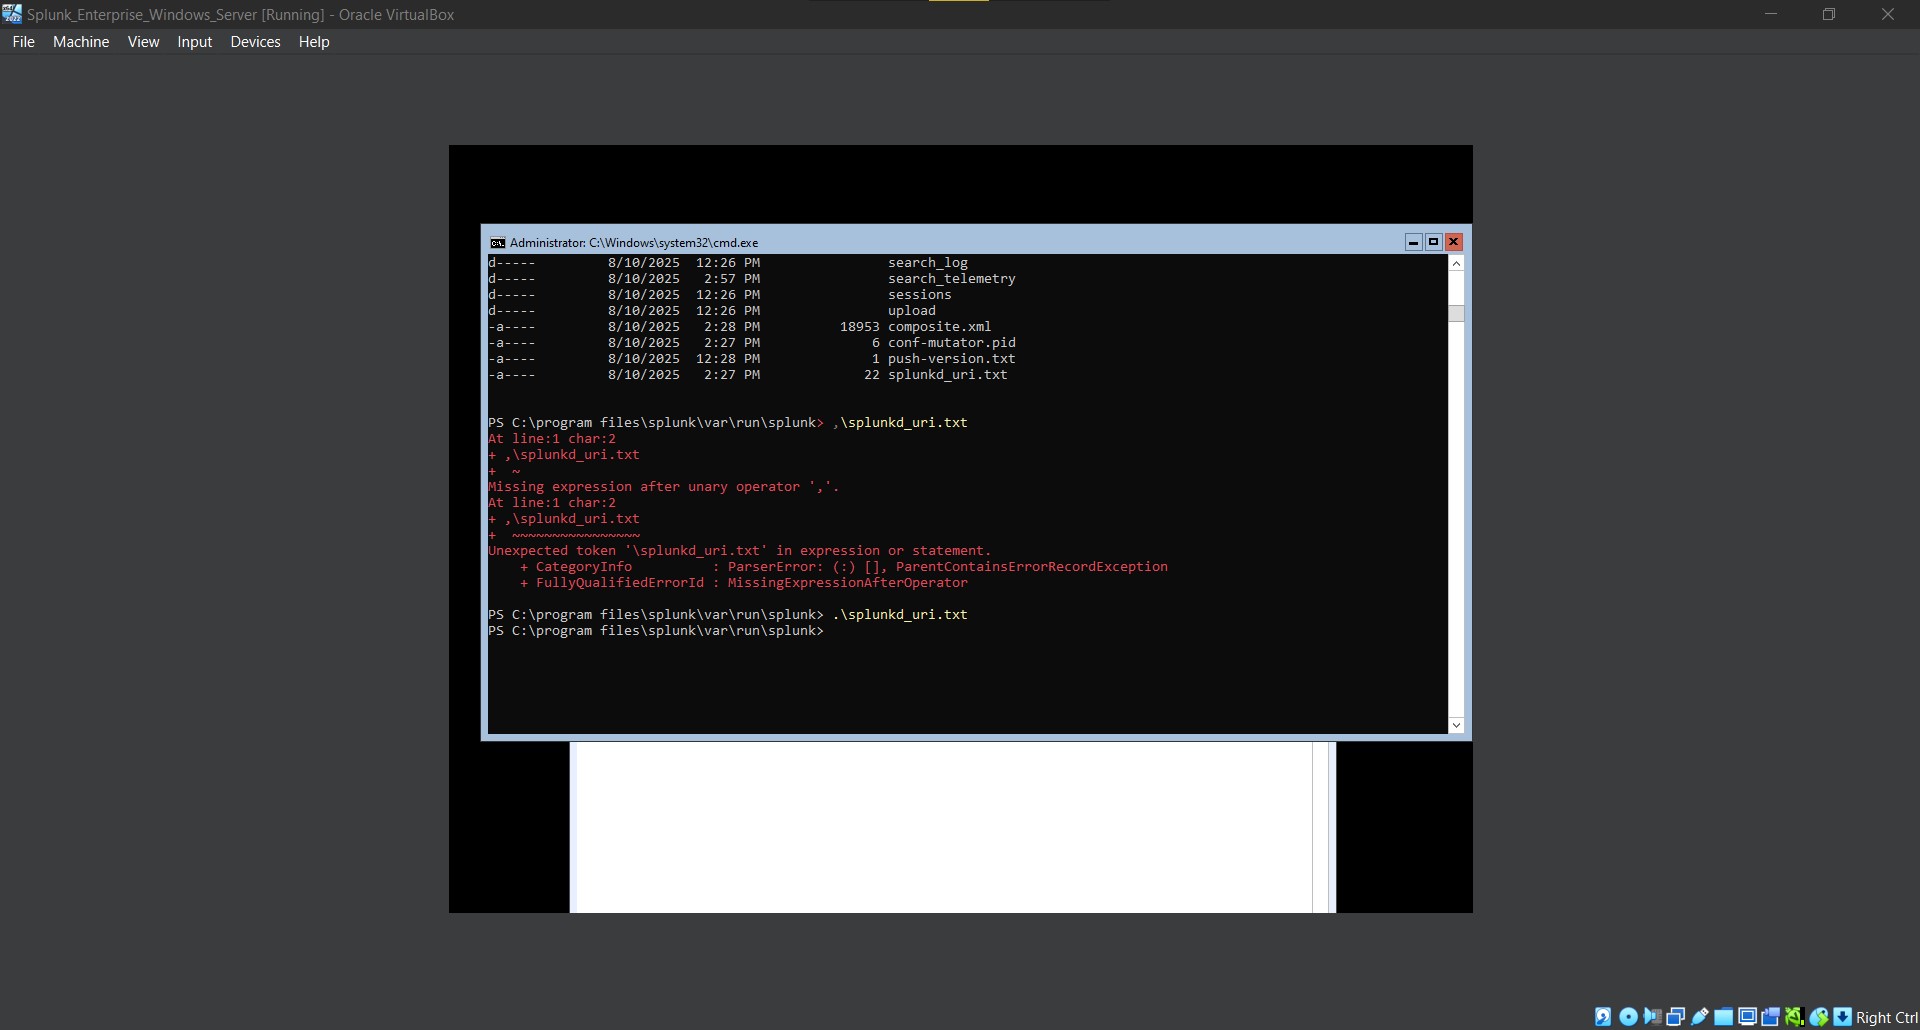 Splunk_Enterprise_Windows_Server [Running] - Oracle VirtualBox
File Machine View Input Devices Help
Administrator: C:\Windows\system32\cmd.exe
d----- 8/10/2025 12:26 PM search_log
d----- 8/10/2025 2:57 PM search_telemetry
d----- 8/10/2025 12:26 PM sessions
d----- 8/10/2025 12:26 PM upload
-a---- 8/10/2025 2:28 PM 18953 composite.xml
-a---- 8/10/2025 2:27 PM 6 conf-mutator.pid
-a---- 8/10/2025 12:28 PM 1 push-version.txt
-a---- 8/10/2025 2:27 PM 22 splunkd_uri.txt
PS C:\program files\splunk\var\run\splunk> ,\splunkd_uri.txt
At line:1 char:2
+ ,\splunkd_uri.txt
+  ~
Missing expression after unary operator ','.
At line:1 char:2
+ ,\splunkd_uri.txt
+  ~~~~~~~~~~~~~~~~
Unexpected token '\splunkd_uri.txt' in expression or statement.
+ CategoryInfo : ParserError: (:) [], ParentContainsErrorRecordException
+ FullyQualifiedErrorId : MissingExpressionAfterOperator
PS C:\program files\splunk\var\run\splunk> .\splunkd_uri.txt
PS C:\program files\splunk\var\run\splunk>
Right Ctrl